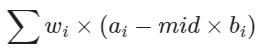 ∑ wᵢ × (aᵢ − mid × bᵢ)